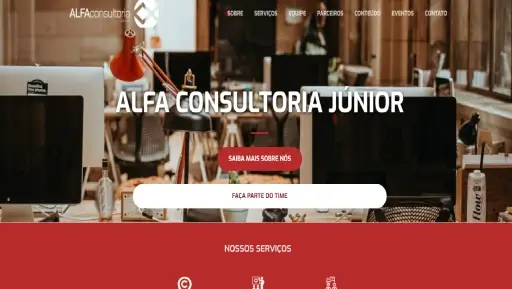 ALFAconsultoria
SOBRE SERVIÇOS EQUIPE PARCEIROS CONTEÚDO EVENTOS CONTATO
ALFA CONSULTORIA JÚNIOR
SAIBA MAIS SOBRE NÓS
FAÇA PARTE DO TIME
flow
NOSSOS SERVIÇOS